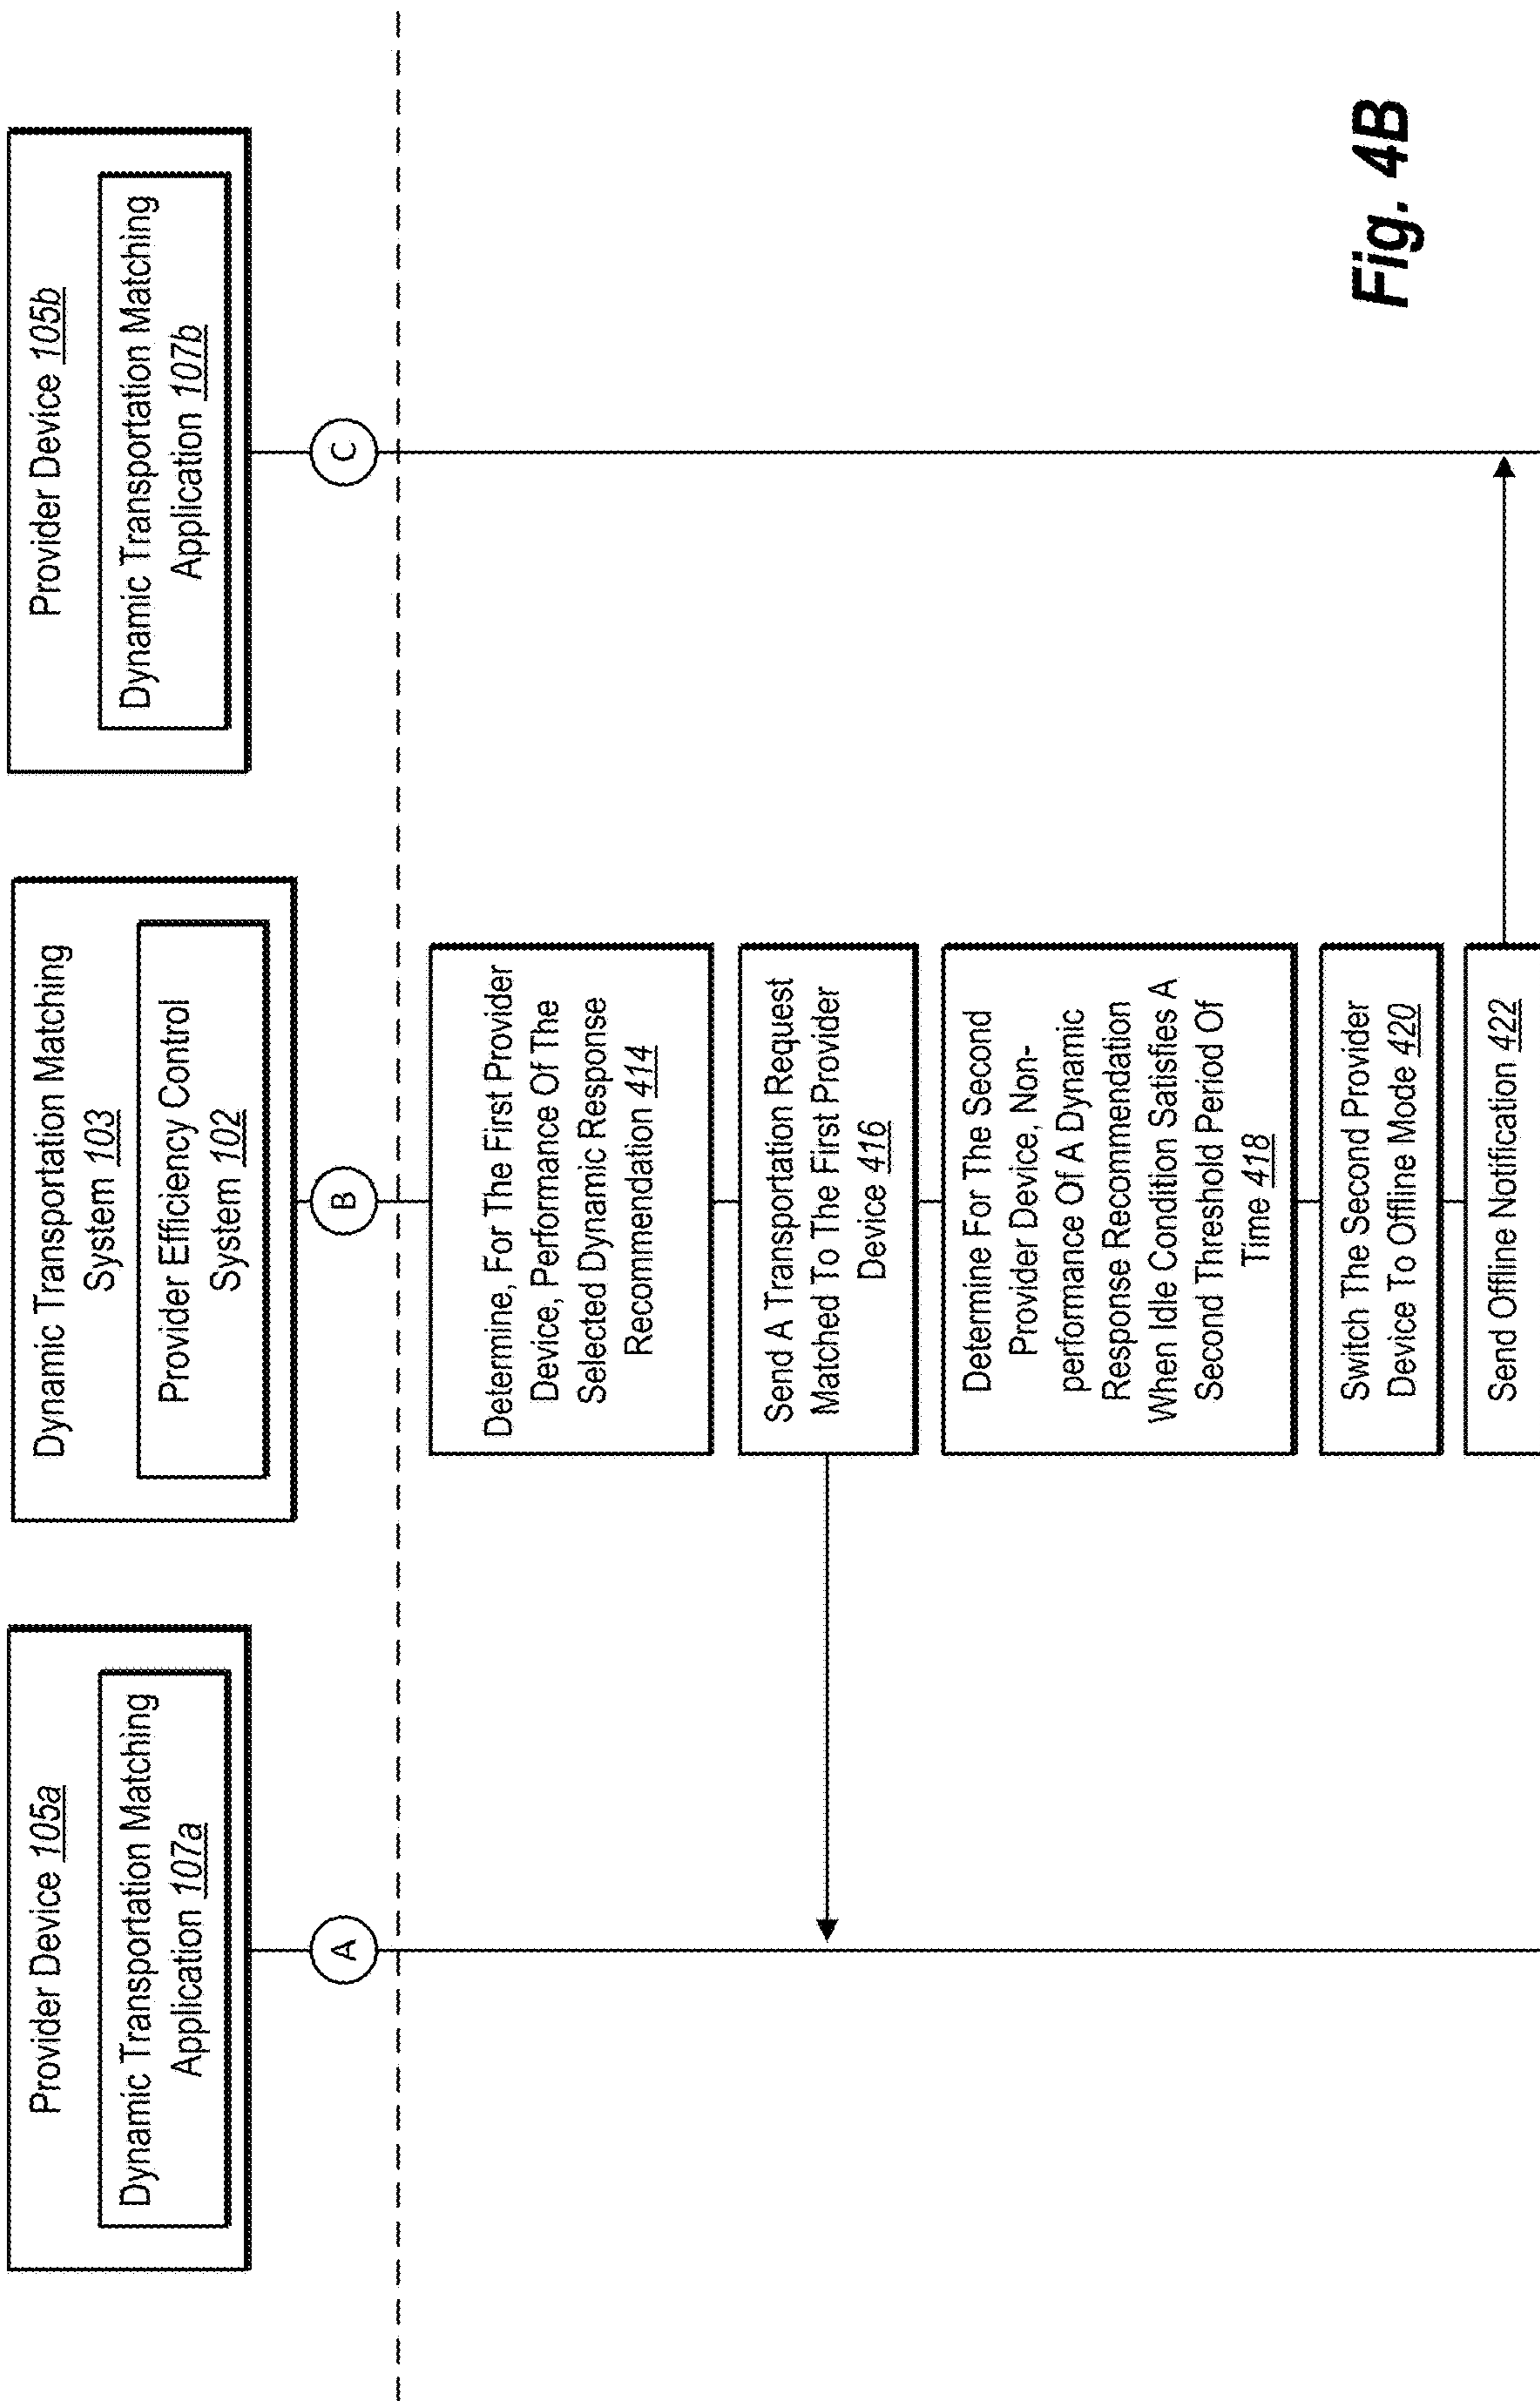 Provider Device 105a
Dynamic Transportation Matching
Application 107a
Dynamic Transportation Matching
System 103
Provider Efficiency Control
System 102
Provider Device 105b
Dynamic Transportation Matching
Application 107b
A
B
C
Determine, For The First Provider
Device, Performance Of The
Selected Dynamic Response
Recommendation 414
Send A Transportation Request
Matched To The First Provider
Device 416
Determine For The Second
Provider Device, Non-
performance Of A Dynamic
Response Recommendation
When Idle Condition Satisfies A
Second Threshold Period Of
Time 418
Switch The Second Provider
Device To Offline Mode 420
Send Offline Notification 422
Fig. 4B